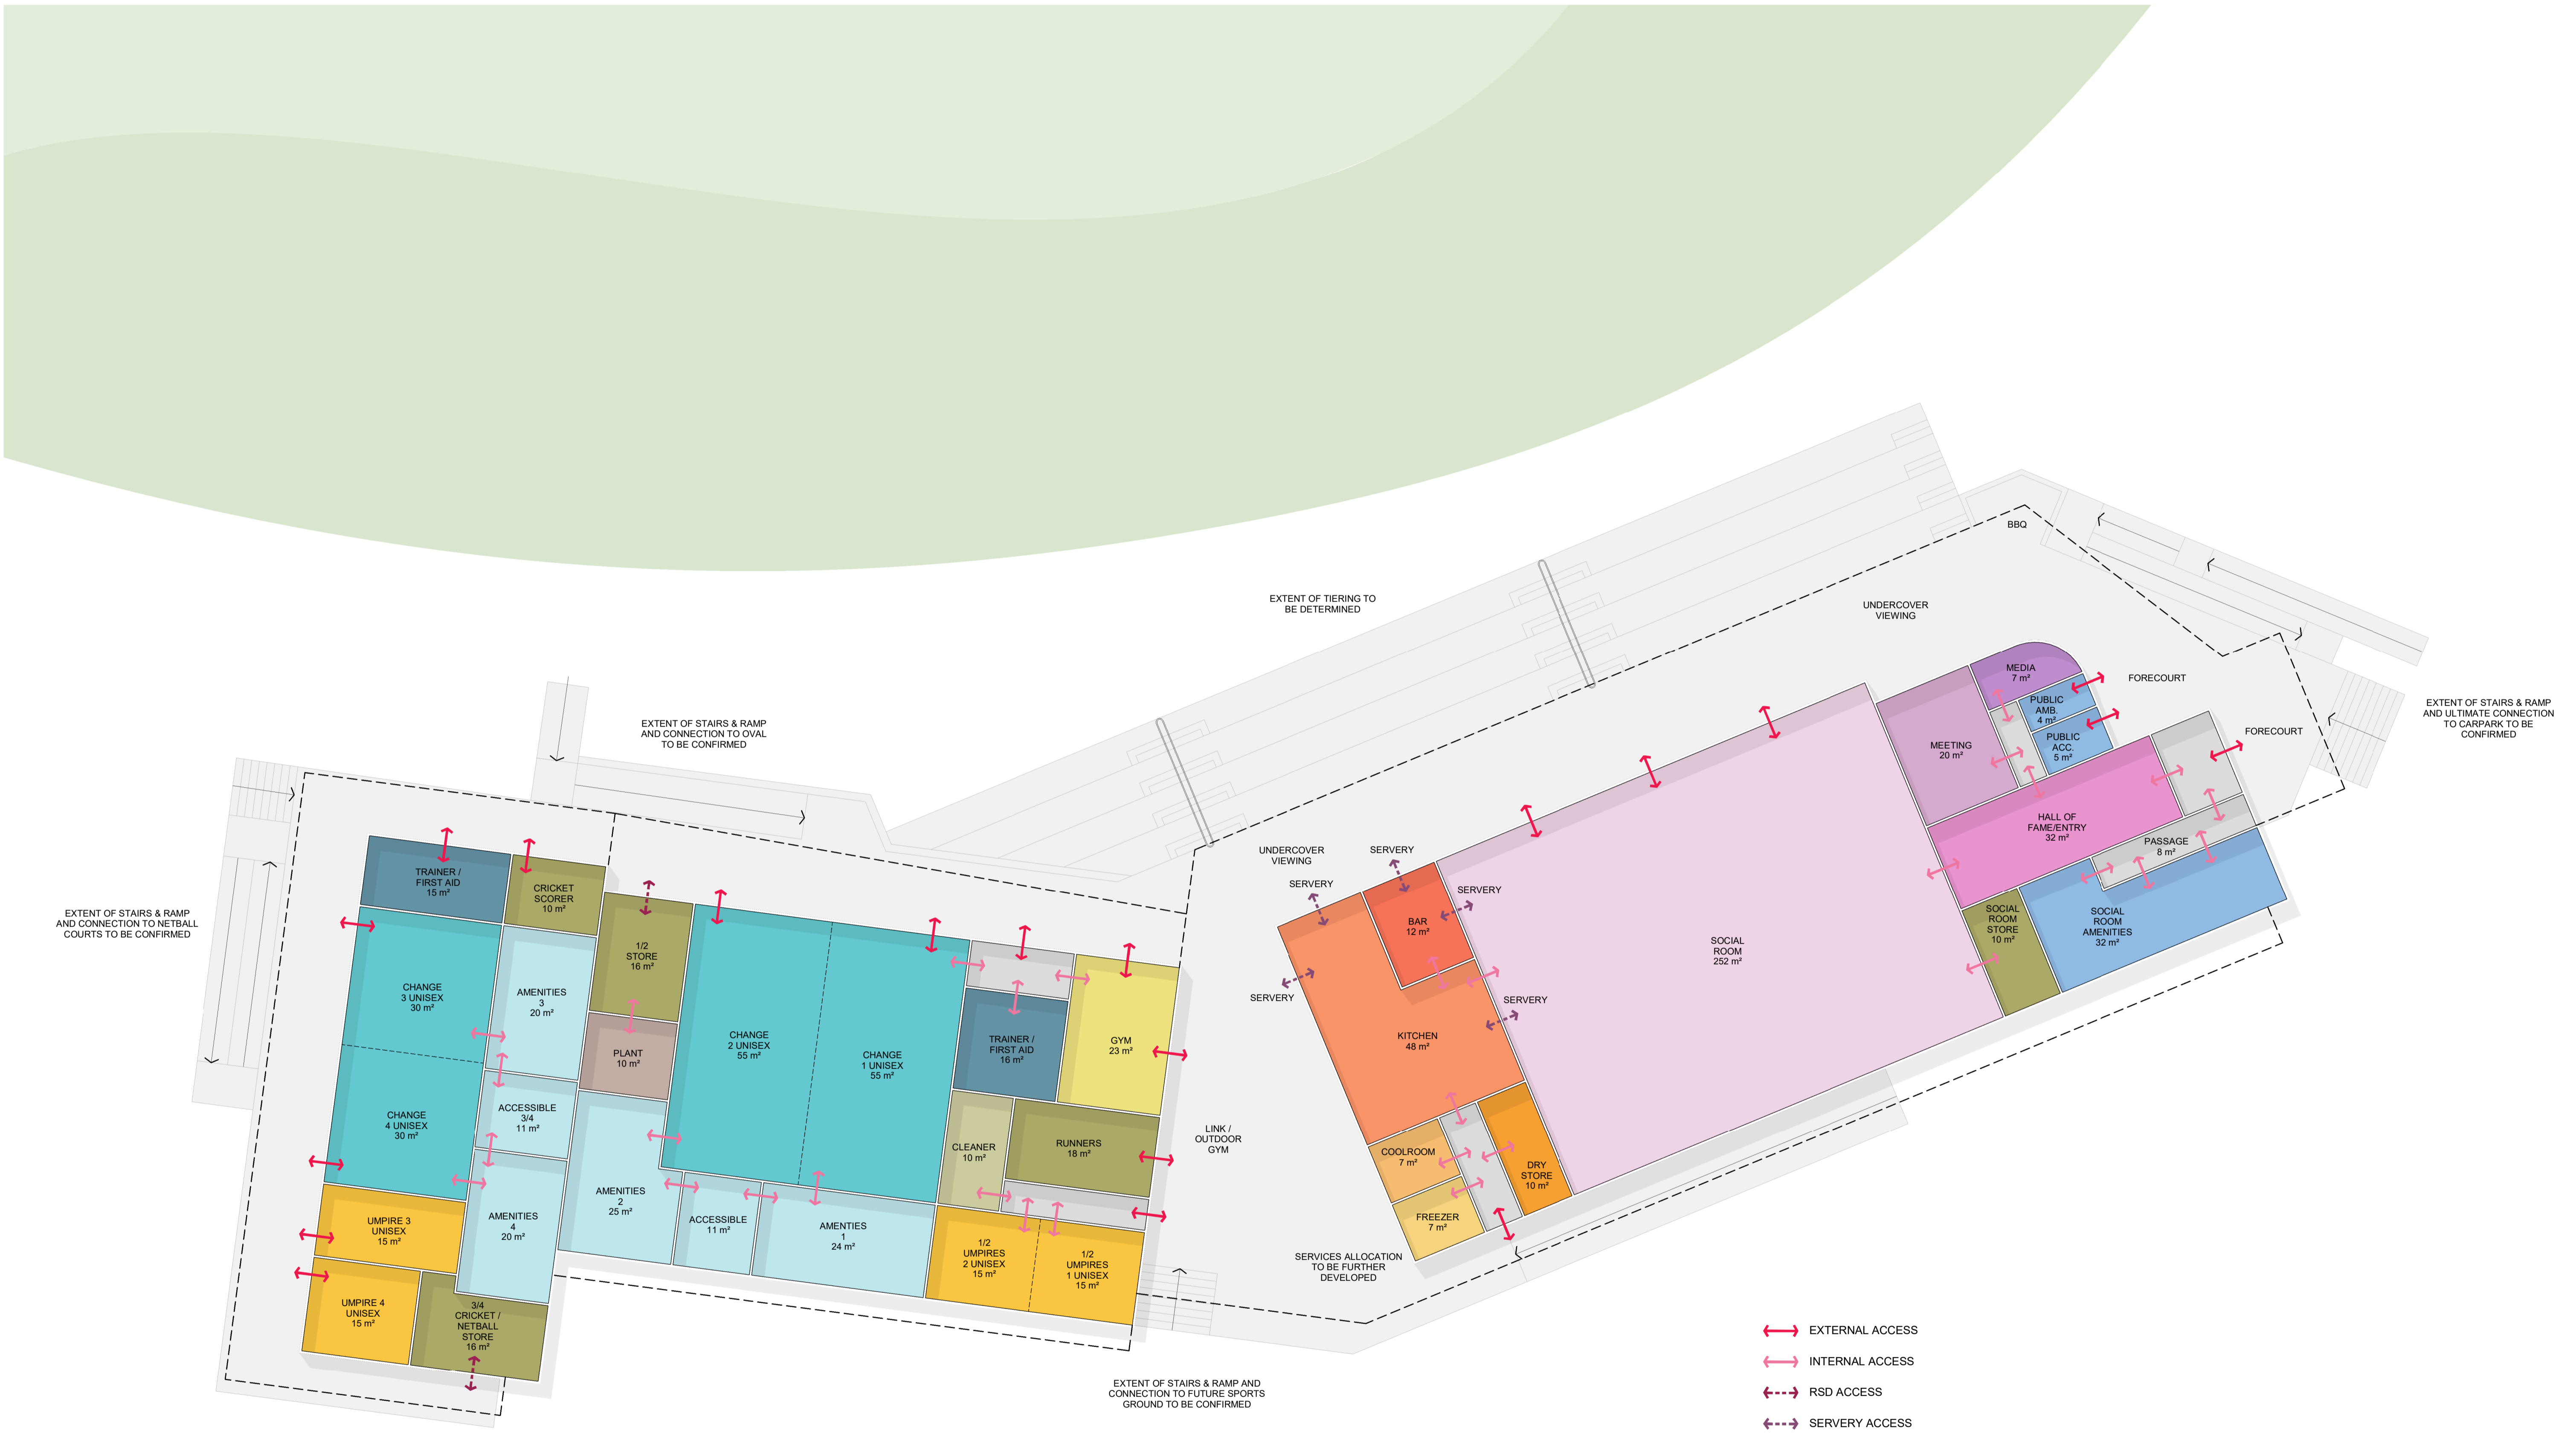 BBQ
EXTENT OF TIERING TO
BE DETERMINED
UNDERCOVER
VIEWING
MEDIA
7 m²
FORECOURT
PUBLIC
AMB.
4 m²
EXTENT OF STAIRS & RAMP
AND ULTIMATE CONNECTION
TO CARPARK TO BE
CONFIRMED
EXTENT OF STAIRS & RAMP
AND CONNECTION TO OVAL
TO BE CONFIRMED
FORECOURT
PUBLIC
ACC.
5 m²
MEETING
20 m²
HALL OF
FAME/ENTRY
32 m²
PASSAGE
8 m²
UNDERCOVER
VIEWING
SERVERY
SERVERY
SERVERY
TRAINER /
FIRST AID
15 m²
CRICKET
SCORER
10 m²
EXTENT OF STAIRS & RAMP
AND CONNECTION TO NETBALL
COURTS TO BE CONFIRMED
BAR
12 m²
SOCIAL
ROOM
STORE
10 m²
SOCIAL
ROOM
AMENITIES
32 m²
1/2
STORE
16 m²
SOCIAL
ROOM
252 m²
CHANGE
3 UNISEX
30 m²
AMENITIES
3
20 m²
SERVERY
SERVERY
CHANGE
2 UNISEX
55 m²
CHANGE
1 UNISEX
55 m²
TRAINER /
FIRST AID
16 m²
GYM
23 m²
KITCHEN
48 m²
PLANT
10 m²
CHANGE
4 UNISEX
30 m²
ACCESSIBLE
3/4
11 m²
CLEANER
10 m²
RUNNERS
18 m²
LINK /
OUTDOOR
GYM
COOLROOM
7 m²
DRY
STORE
10 m²
AMENITIES
2
25 m²
ACCESSIBLE
11 m²
AMENTIES
1
24 m²
UMPIRE 3
UNISEX
15 m²
AMENITIES
4
20 m²
FREEZER
7 m²
1/2
UMPIRES
2 UNISEX
15 m²
1/2
UMPIRES
1 UNISEX
15 m²
SERVICES ALLOCATION
TO BE FURTHER
DEVELOPED
UMPIRE 4
UNISEX
15 m²
3/4
CRICKET /
NETBALL
STORE
16 m²
EXTENT OF STAIRS & RAMP AND
CONNECTION TO FUTURE SPORTS
GROUND TO BE CONFIRMED
EXTERNAL ACCESS
INTERNAL ACCESS
RSD ACCESS
SERVERY ACCESS